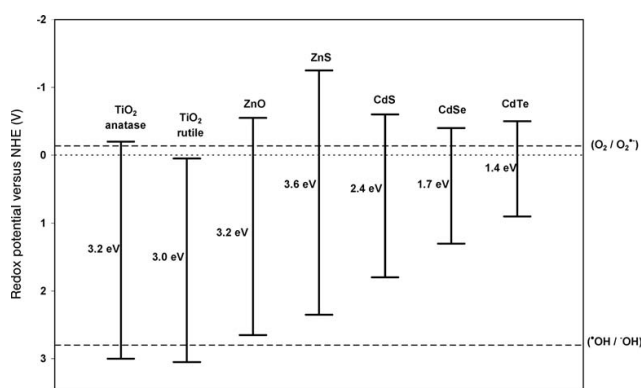 Redox potential versus NHE (V)
-2
-1
0
1
2
3
TiO₂
anatase
3.2 eV
TiO₂
rutile
3.0 eV
ZnO
3.2 eV
ZnS
3.6 eV
CdS
2.4 eV
CdSe
1.7 eV
CdTe
1.4 eV
(O₂ / O₂•)
(•OH / ⁻OH)